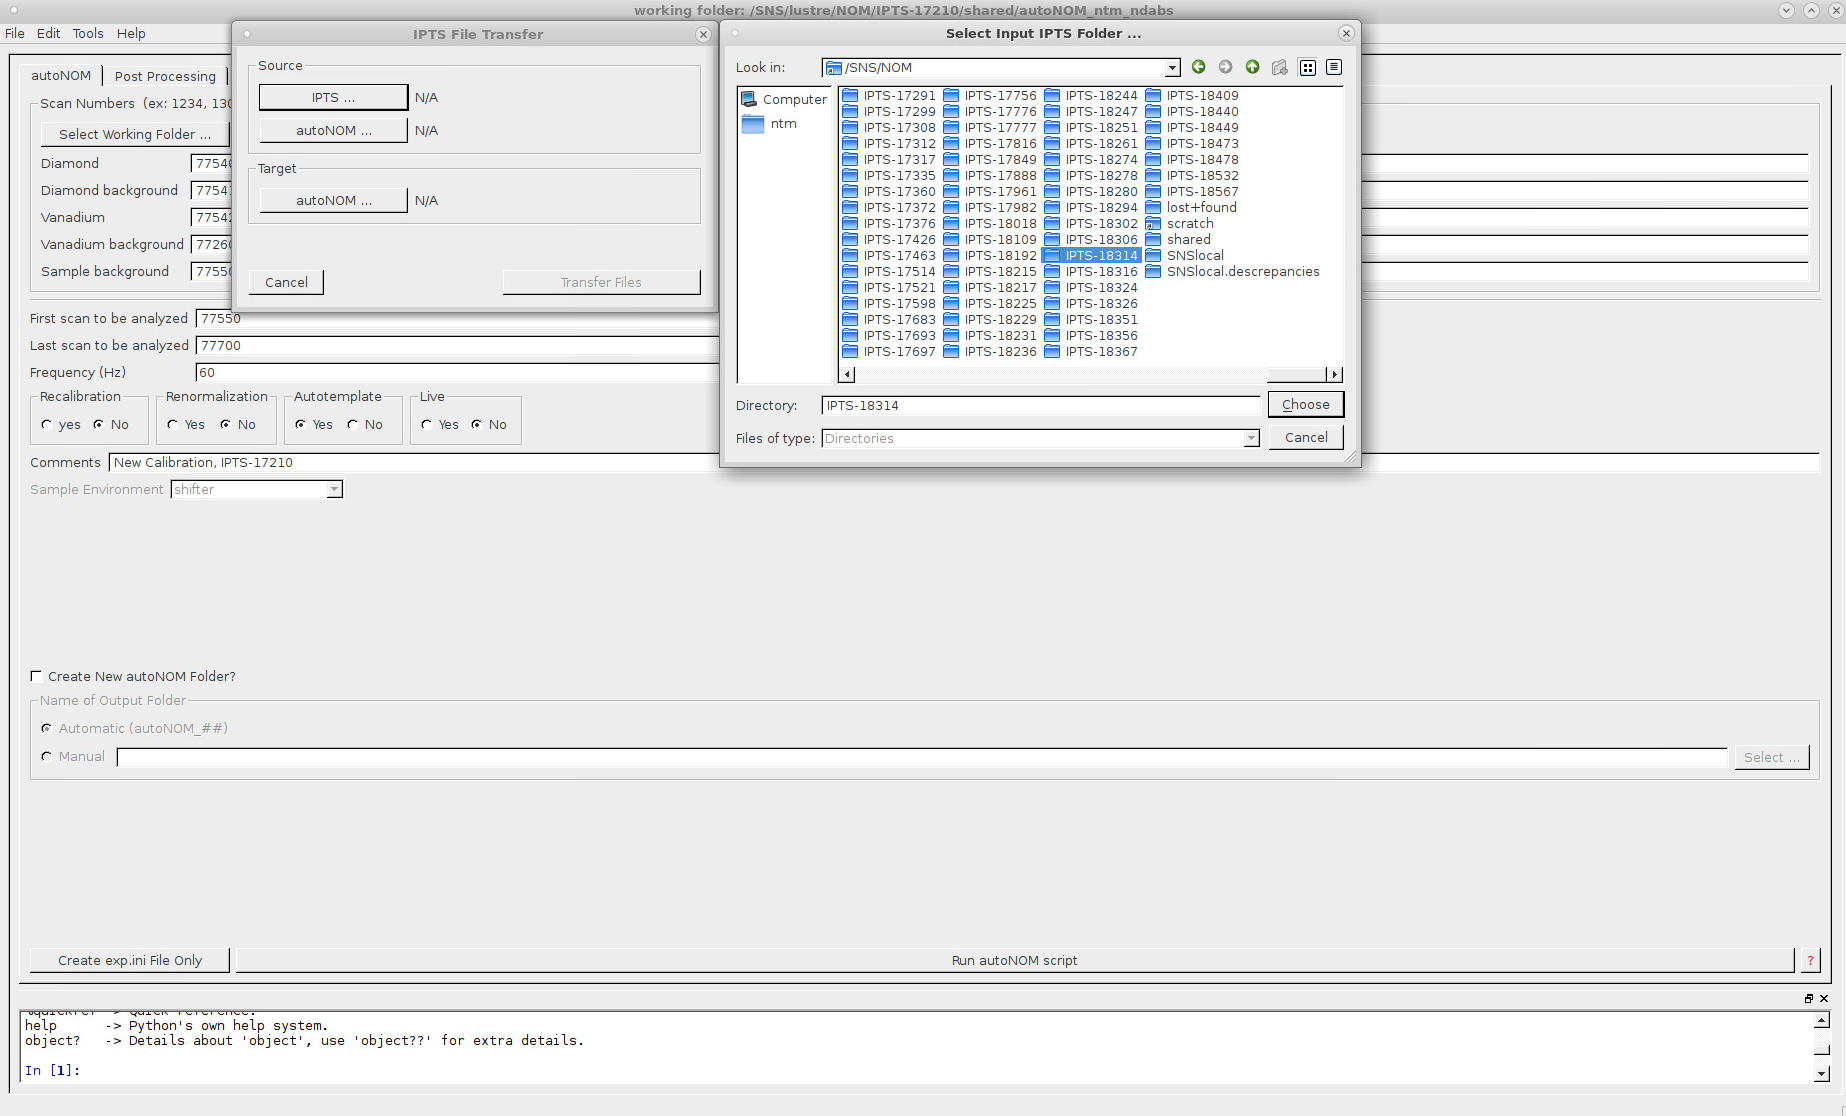 working folder: /SNS/lustre/NOM/IPTS-17210/shared/autoNOM_ntm_ndabs
File Edit Tools Help
autoNOM Post Processing
Scan Numbers (ex: 1234, 130
Select Working Folder ...
Diamond 7754
Diamond background 7754
Vanadium 7754
Vanadium background 7726
Sample background 7755
First scan to be analyzed 77550
Last scan to be analyzed 77700
Frequency (Hz) 60
Recalibration Renormalization Autotemplate Live
yes No Yes No Yes No Yes No
Comments New Calibration, IPTS-17210
Sample Environment shifter
Create New autoNOM Folder?
Name of Output Folder
Automatic (autoNOM_##)
Manual Select ...
Create exp.ini File Only Run autoNOM script ?
help -> Python's own help system.
object? -> Details about 'object', use 'object??' for extra details.
In [1]:
IPTS File Transfer
Source
IPTS ... N/A
autoNOM ... N/A
Target
autoNOM ... N/A
Cancel Transfer Files
Select Input IPTS Folder ...
Look in: /SNS/NOM
Computer
ntm
IPTS-17291 IPTS-17756 IPTS-18244 IPTS-18409
IPTS-17299 IPTS-17776 IPTS-18247 IPTS-18440
IPTS-17308 IPTS-17777 IPTS-18251 IPTS-18449
IPTS-17312 IPTS-17816 IPTS-18261 IPTS-18473
IPTS-17317 IPTS-17849 IPTS-18274 IPTS-18478
IPTS-17335 IPTS-17888 IPTS-18278 IPTS-18532
IPTS-17360 IPTS-17961 IPTS-18280 IPTS-18567
IPTS-17372 IPTS-17982 IPTS-18294 lost+found
IPTS-17376 IPTS-18018 IPTS-18302 scratch
IPTS-17426 IPTS-18109 IPTS-18306 shared
IPTS-17463 IPTS-18192 IPTS-18314 SNSlocal
IPTS-17514 IPTS-18215 IPTS-18316 SNSlocal.descrepancies
IPTS-17521 IPTS-18217 IPTS-18324
IPTS-17598 IPTS-18225 IPTS-18326
IPTS-17683 IPTS-18229 IPTS-18351
IPTS-17693 IPTS-18231 IPTS-18356
IPTS-17697 IPTS-18236 IPTS-18367
Directory: IPTS-18314 Choose
Files of type: Directories Cancel